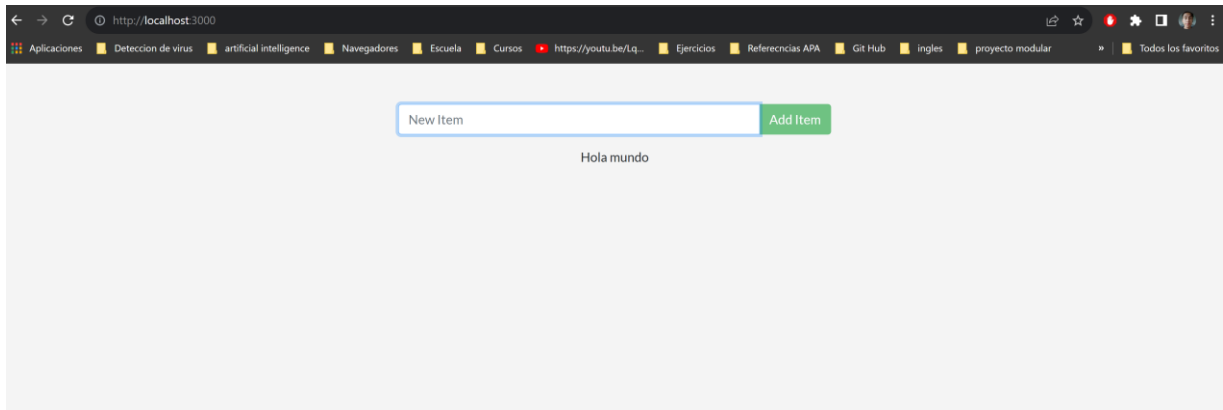 http://localhost:3000
Aplicaciones Deteccion de virus artificial intelligence Navegadores Escuela Cursos https://youtu.be/Lq... Ejercicios Referecncias APA Git Hub ingles proyecto modular » Todos los favoritos
New Item Add Item
Hola mundo